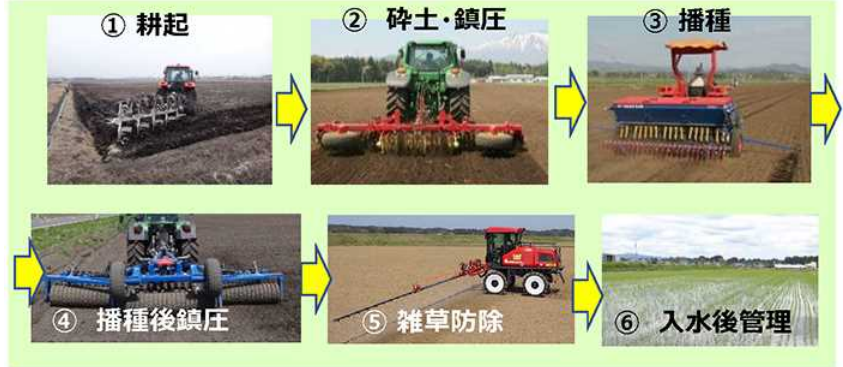 ① 耕起
② 砕土・鎮圧
③ 播種
④ 播種後鎮圧
⑤ 雑草防除
⑥ 入水後管理